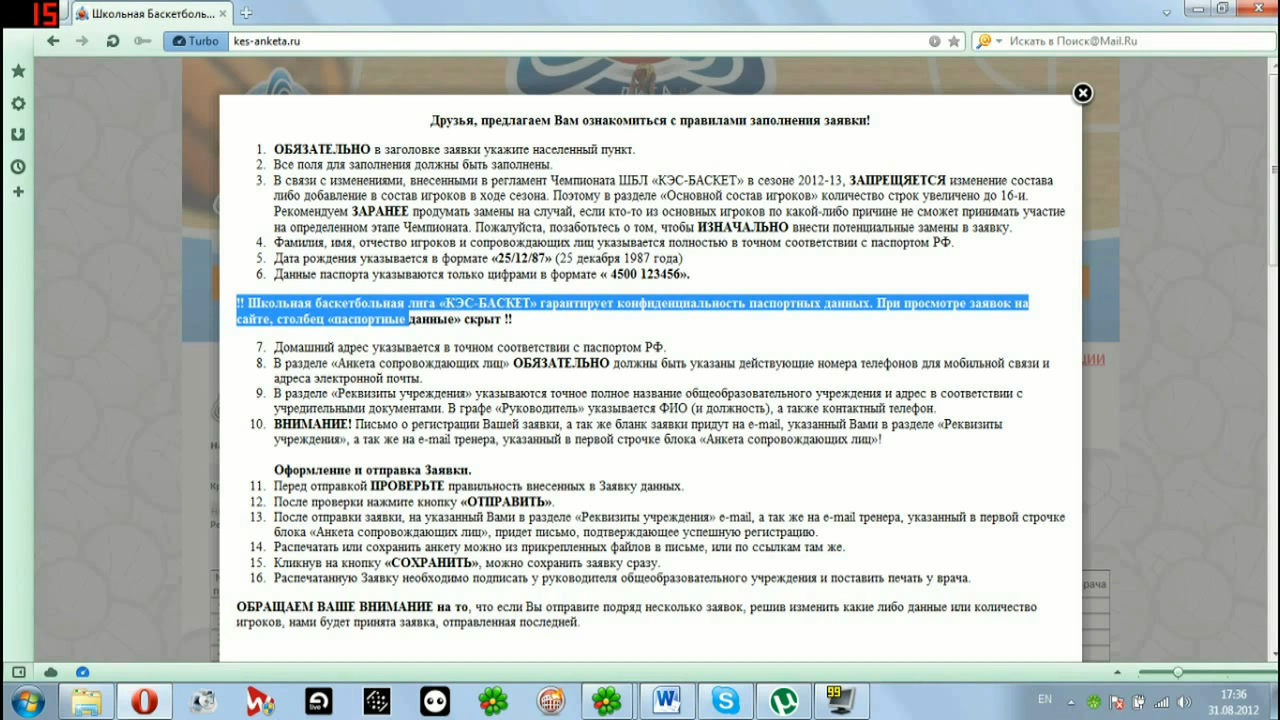 15
Школьная Баскетболь...
Turbo
kes-anketa.ru
Искать в Поиск@Mail.Ru
Друзья, предлагаем Вам ознакомиться с правилами заполнения заявки!
1. ОБЯЗАТЕЛЬНО в заголовке заявки укажите населенный пункт.
2. Все поля для заполнения должны быть заполнены.
3. В связи с изменениями, внесенными в регламент Чемпионата ШБЛ «КЭС-БАСКЕТ» в сезоне 2012-13, ЗАПРЕЩЯЕТСЯ изменение состава
либо добавление в состав игроков в ходе сезона. Поэтому в разделе «Основной состав игроков» количество строк увеличено до 16-и.
Рекомендуем ЗАРАНЕЕ продумать замены на случай, если кто-то из основных игроков по какой-либо причине не сможет принимать участие
на определенном этапе Чемпионата. Пожалуйста, позаботьтесь о том, чтобы ИЗНАЧАЛЬНО внести потенциальные замены в заявку.
4. Фамилия, имя, отчество игроков и сопровождающих лиц указывается полностью в точном соответствии с паспортом РФ.
5. Дата рождения указывается в формате «25/12/87» (25 декабря 1987 года)
6. Данные паспорта указываются только цифрами в формате « 4500 123456».
!! Школьная баскетбольная лига «КЭС-БАСКЕТ» гарантирует конфиденциальность паспортных данных. При просмотре заявок на
сайте, столбец «паспортные данные» скрыт !!
7. Домашний адрес указывается в точном соответствии с паспортом РФ.
8. В разделе «Анкета сопровождающих лиц» ОБЯЗАТЕЛЬНО должны быть указаны действующие номера телефонов для мобильной связи и
адреса электронной почты.
9. В разделе «Реквизиты учреждения» указываются точное полное название общеобразовательного учреждения и адрес в соответствии с
учредительными документами. В графе «Руководитель» указывается ФИО (и должность), а также контактный телефон.
10. ВНИМАНИЕ! Письмо о регистрации Вашей заявки, а так же бланк заявки придут на e-mail, указанный Вами в разделе «Реквизиты
учреждения», а так же на e-mail тренера, указанный в первой строчке блока «Анкета сопровождающих лиц»!
Оформление и отправка Заявки.
11. Перед отправкой ПРОВЕРЬТЕ правильность внесенных в Заявку данных.
12. После проверки нажмите кнопку «ОТПРАВИТЬ».
13. После отправки заявки, на указанный Вами в разделе «Реквизиты учреждения» e-mail, а так же на e-mail тренера, указанный в первой строчке
блока «Анкета сопровождающих лиц», придет письмо, подтверждающее успешную регистрацию.
14. Распечатать или сохранить анкету можно из прикрепленных файлов в письме, или по ссылкам там же.
15. Кликнув на кнопку «СОХРАНИТЬ», можно сохранить заявку сразу.
16. Распечатанную Заявку необходимо подписать у руководителя общеобразовательного учреждения и поставить печать у врача.
ОБРАЩАЕМ ВАШЕ ВНИМАНИЕ на то, что если Вы отправите подряд несколько заявок, решив изменить какие либо данные или количество
игроков, нами будет принята заявка, отправленная последней.
live
99
EN
17:36
31.08.2012